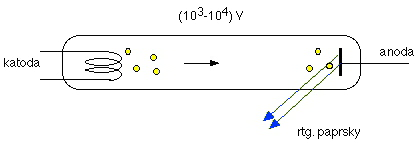 (10³-10⁴) V
katoda
anoda
rtg. paprsky